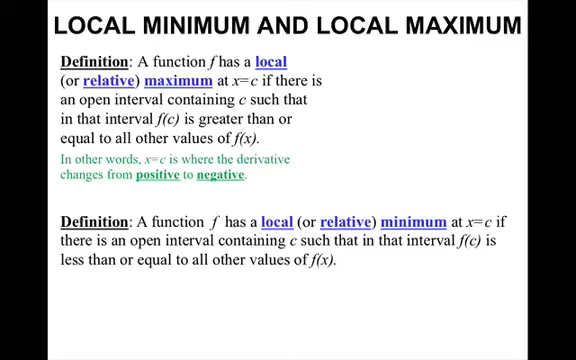 LOCAL MINIMUM AND LOCAL MAXIMUM
Definition: A function f has a local
(or relative) maximum at x=c if there is
an open interval containing c such that
in that interval f(c) is greater than or
equal to all other values of f(x).
In other words, x=c is where the derivative
changes from positive to negative.
Definition: A function f has a local (or relative) minimum at x=c if
there is an open interval containing c such that in that interval f(c) is
less than or equal to all other values of f(x).